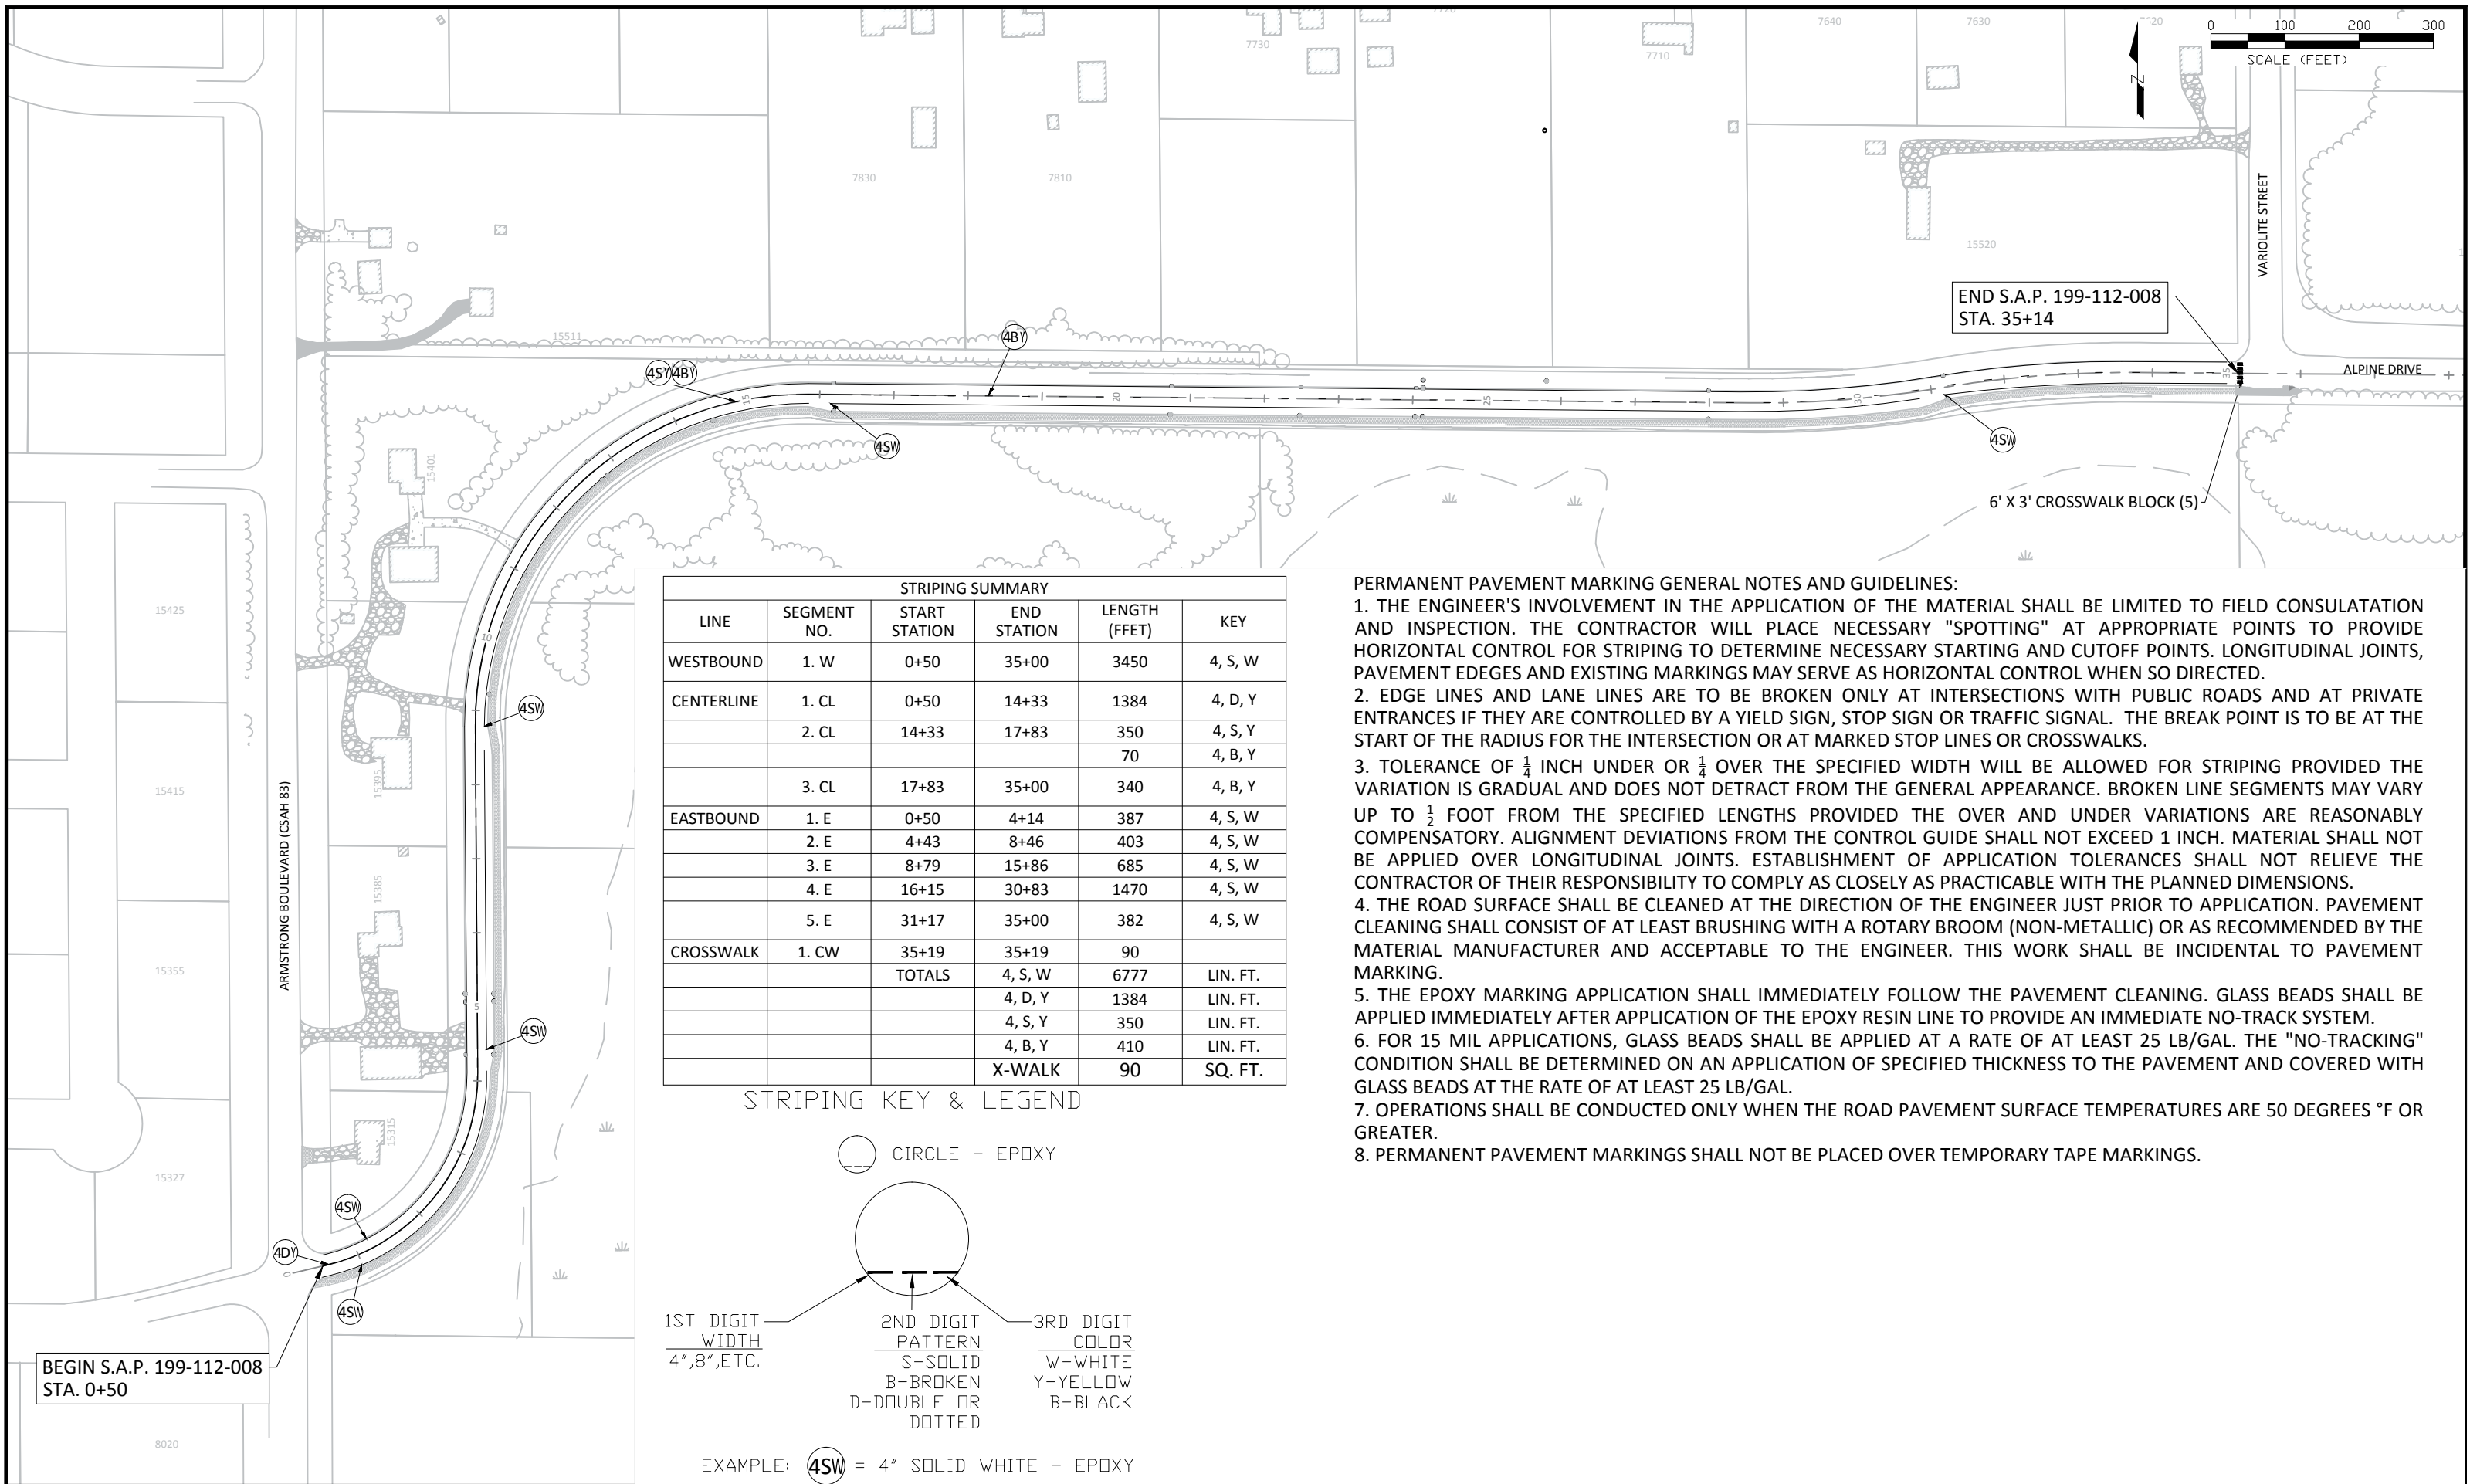 7720
7730
7710
7640
7630
7720
0 100 200 300
SCALE (FEET)
N
7830
7810
15520
VARIOLITE STREET
END S.A.P. 199-112-008
STA. 35+14
15511
4BY
4SY 4BY
15
20
25
30
35
ALPINE DRIVE
4SW
4SW
6' X 3' CROSSWALK BLOCK (5)
15401
15425
10
4SW
15395
15415
ARMSTRONG BOULEVARD (CSAH 83)
15385
15355
5
4SW
15315
15327
4SW
4DY
0
4SW
BEGIN S.A.P. 199-112-008
STA. 0+50
8020
STRIPING SUMMARY
LINE SEGMENT NO. START STATION END STATION LENGTH (FFET) KEY
WESTBOUND 1. W 0+50 35+00 3450 4, S, W
CENTERLINE 1. CL 0+50 14+33 1384 4, D, Y
2. CL 14+33 17+83 350 4, S, Y
70 4, B, Y
3. CL 17+83 35+00 340 4, B, Y
EASTBOUND 1. E 0+50 4+14 387 4, S, W
2. E 4+43 8+46 403 4, S, W
3. E 8+79 15+86 685 4, S, W
4. E 16+15 30+83 1470 4, S, W
5. E 31+17 35+00 382 4, S, W
CROSSWALK 1. CW 35+19 35+19 90
TOTALS 4, S, W 6777 LIN. FT.
4, D, Y 1384 LIN. FT.
4, S, Y 350 LIN. FT.
4, B, Y 410 LIN. FT.
X-WALK 90 SQ. FT.
STRIPING KEY & LEGEND
CIRCLE - EPOXY
1ST DIGIT
WIDTH
4",8",ETC.
2ND DIGIT
PATTERN
S-SOLID
B-BROKEN
D-DOUBLE OR
DOTTED
3RD DIGIT
COLOR
W-WHITE
Y-YELLOW
B-BLACK
EXAMPLE: 4SW = 4" SOLID WHITE - EPOXY
PERMANENT PAVEMENT MARKING GENERAL NOTES AND GUIDELINES:
1. THE ENGINEER'S INVOLVEMENT IN THE APPLICATION OF THE MATERIAL SHALL BE LIMITED TO FIELD CONSULATATION
AND INSPECTION. THE CONTRACTOR WILL PLACE NECESSARY "SPOTTING" AT APPROPRIATE POINTS TO PROVIDE
HORIZONTAL CONTROL FOR STRIPING TO DETERMINE NECESSARY STARTING AND CUTOFF POINTS. LONGITUDINAL JOINTS,
PAVEMENT EDEGES AND EXISTING MARKINGS MAY SERVE AS HORIZONTAL CONTROL WHEN SO DIRECTED.
2. EDGE LINES AND LANE LINES ARE TO BE BROKEN ONLY AT INTERSECTIONS WITH PUBLIC ROADS AND AT PRIVATE
ENTRANCES IF THEY ARE CONTROLLED BY A YIELD SIGN, STOP SIGN OR TRAFFIC SIGNAL. THE BREAK POINT IS TO BE AT THE
START OF THE RADIUS FOR THE INTERSECTION OR AT MARKED STOP LINES OR CROSSWALKS.
3. TOLERANCE OF 1/4 INCH UNDER OR 1/4 OVER THE SPECIFIED WIDTH WILL BE ALLOWED FOR STRIPING PROVIDED THE
VARIATION IS GRADUAL AND DOES NOT DETRACT FROM THE GENERAL APPEARANCE. BROKEN LINE SEGMENTS MAY VARY
UP TO 1/2 FOOT FROM THE SPECIFIED LENGTHS PROVIDED THE OVER AND UNDER VARIATIONS ARE REASONABLY
COMPENSATORY. ALIGNMENT DEVIATIONS FROM THE CONTROL GUIDE SHALL NOT EXCEED 1 INCH. MATERIAL SHALL NOT
BE APPLIED OVER LONGITUDINAL JOINTS. ESTABLISHMENT OF APPLICATION TOLERANCES SHALL NOT RELIEVE THE
CONTRACTOR OF THEIR RESPONSIBILITY TO COMPLY AS CLOSELY AS PRACTICABLE WITH THE PLANNED DIMENSIONS.
4. THE ROAD SURFACE SHALL BE CLEANED AT THE DIRECTION OF THE ENGINEER JUST PRIOR TO APPLICATION. PAVEMENT
CLEANING SHALL CONSIST OF AT LEAST BRUSHING WITH A ROTARY BROOM (NON-METALLIC) OR AS RECOMMENDED BY THE
MATERIAL MANUFACTURER AND ACCEPTABLE TO THE ENGINEER. THIS WORK SHALL BE INCIDENTAL TO PAVEMENT
MARKING.
5. THE EPOXY MARKING APPLICATION SHALL IMMEDIATELY FOLLOW THE PAVEMENT CLEANING. GLASS BEADS SHALL BE
APPLIED IMMEDIATELY AFTER APPLICATION OF THE EPOXY RESIN LINE TO PROVIDE AN IMMEDIATE NO-TRACK SYSTEM.
6. FOR 15 MIL APPLICATIONS, GLASS BEADS SHALL BE APPLIED AT A RATE OF AT LEAST 25 LB/GAL. THE "NO-TRACKING"
CONDITION SHALL BE DETERMINED ON AN APPLICATION OF SPECIFIED THICKNESS TO THE PAVEMENT AND COVERED WITH
GLASS BEADS AT THE RATE OF AT LEAST 25 LB/GAL.
7. OPERATIONS SHALL BE CONDUCTED ONLY WHEN THE ROAD PAVEMENT SURFACE TEMPERATURES ARE 50 DEGREES °F OR
GREATER.
8. PERMANENT PAVEMENT MARKINGS SHALL NOT BE PLACED OVER TEMPORARY TAPE MARKINGS.